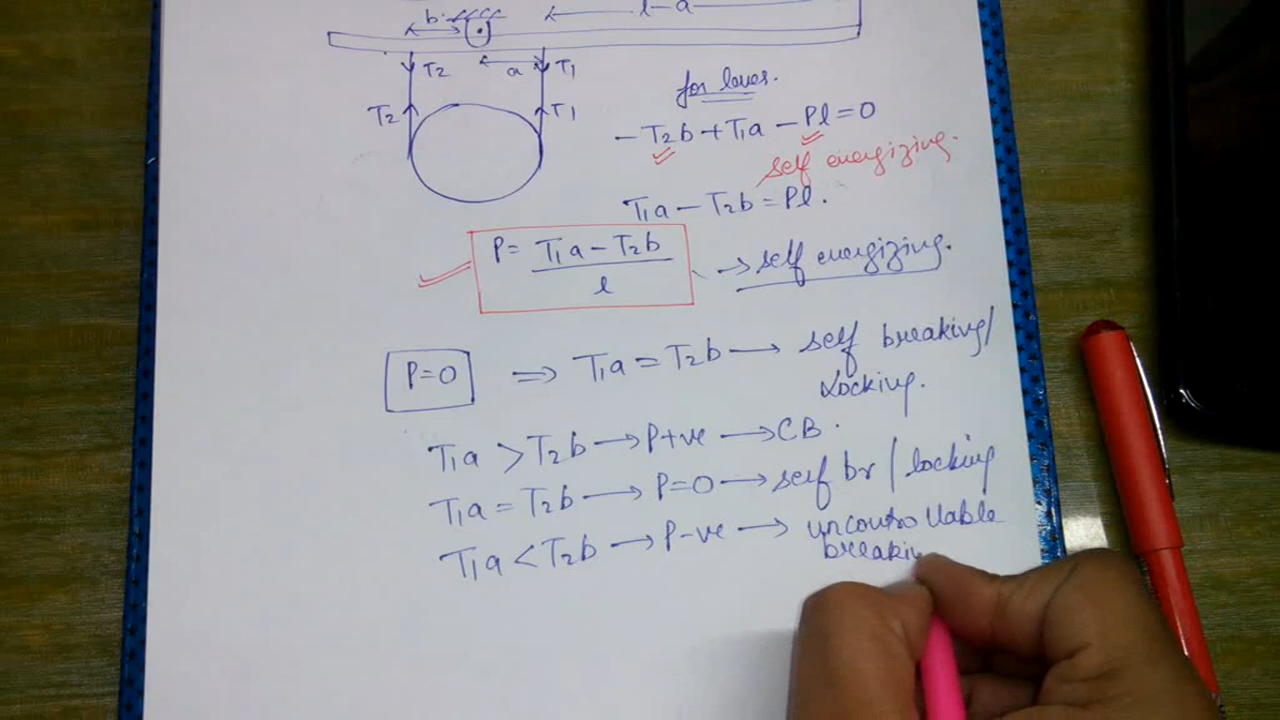 b l-a
T2 a T1
T2 T1
for lever.
-T2b+T1a-Pl=0
self energizing.
T1a-T2b=Pl.
P= T1a-T2b
l
→self energizing.
P=0 ⇒ T1a=T2b→ self breaking/
Locking.
T1a>T2b→P+ve→CB.
T1a=T2b→P=0→self br/locking
T1a<T2b→P-ve→ uncontrollable
breakin